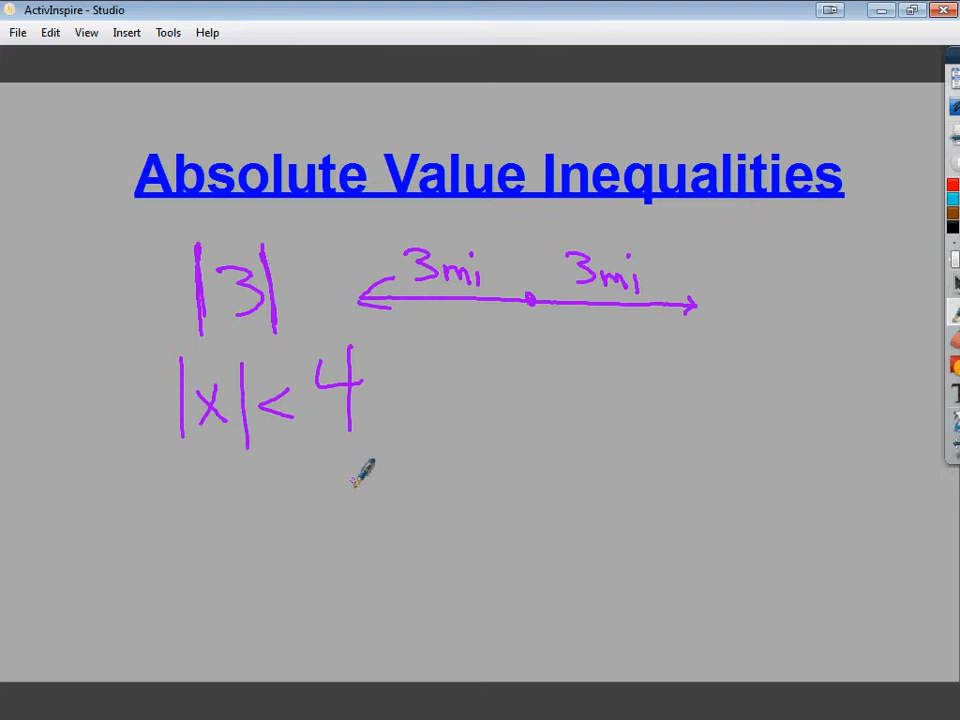 ActivInspire - Studio
File Edit View Insert Tools Help
Absolute Value Inequalities
|3| 3mi 3mi
|x| < 4